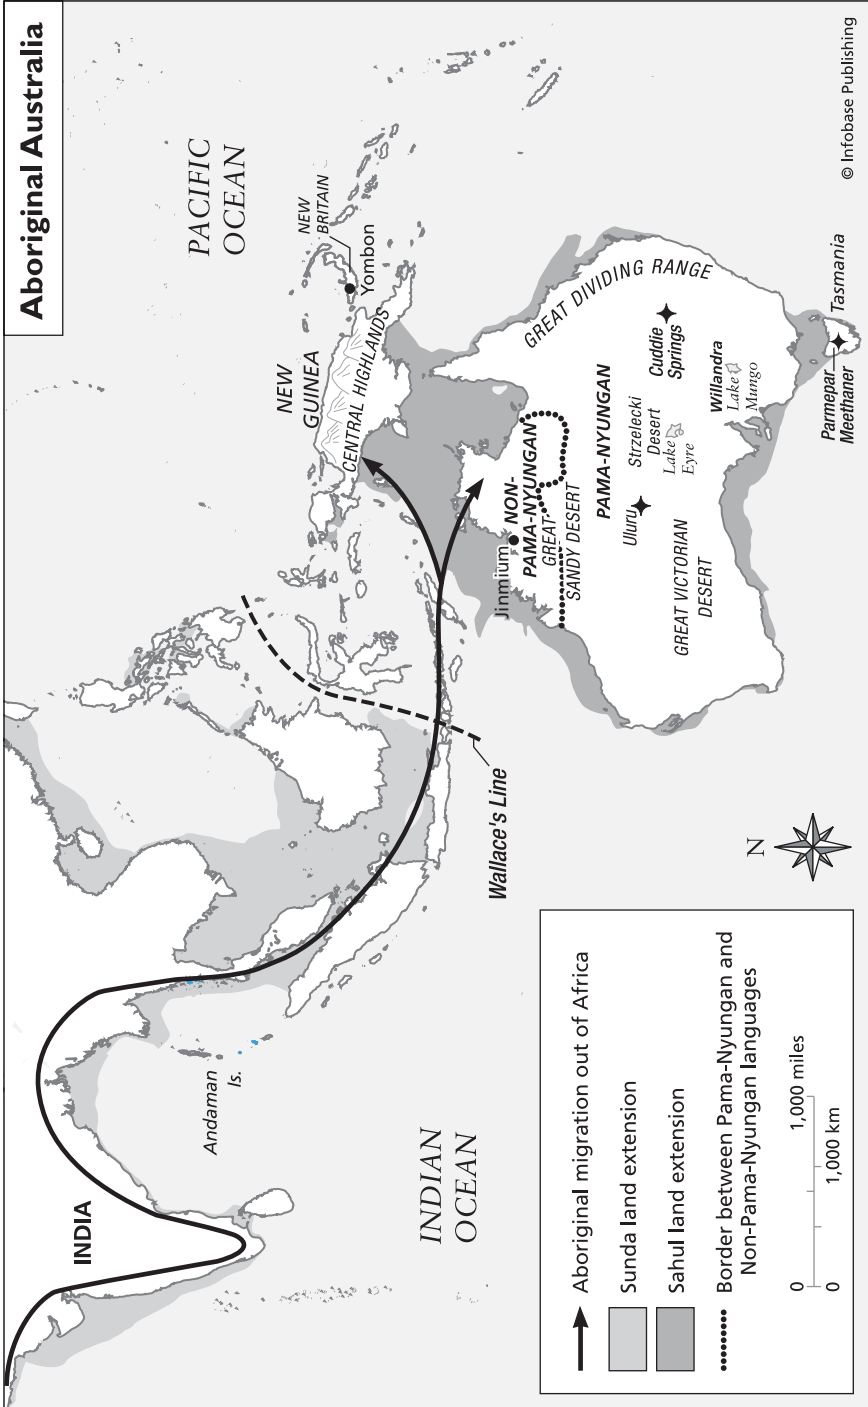 Aboriginal Australia
PACIFIC
OCEAN
NEW
BRITAIN
Yombon
NEW
GUINEA
CENTRAL HIGHLANDS
GREAT DIVIDING RANGE
Cuddie
Springs
Willandra
Lake
Mungo
Tasmania
Parmepar
Meethaner
PAMA-NYUNGAN
Strzelecki
Desert
Lake
Eyre
Uluru
NON-
PAMA-NYUNGAN
GREAT
SANDY DESERT
Jinmium
GREAT VICTORIAN
DESERT
Wallace's Line
N
Andaman
Is.
INDIA
INDIAN
OCEAN
Aboriginal migration out of Africa
Sunda land extension
Sahul land extension
Border between Pama-Nyungan and
Non-Pama-Nyungan languages
0 1,000 miles
0 1,000 km
© Infobase Publishing